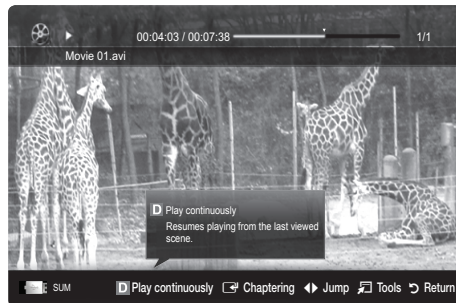 00:04:03 / 00:07:38 1/1
Movie 01.avi
D Play continuously
Resumes playing from the last viewed
scene.
SUM D Play continuously Chaptering Jump Tools Return